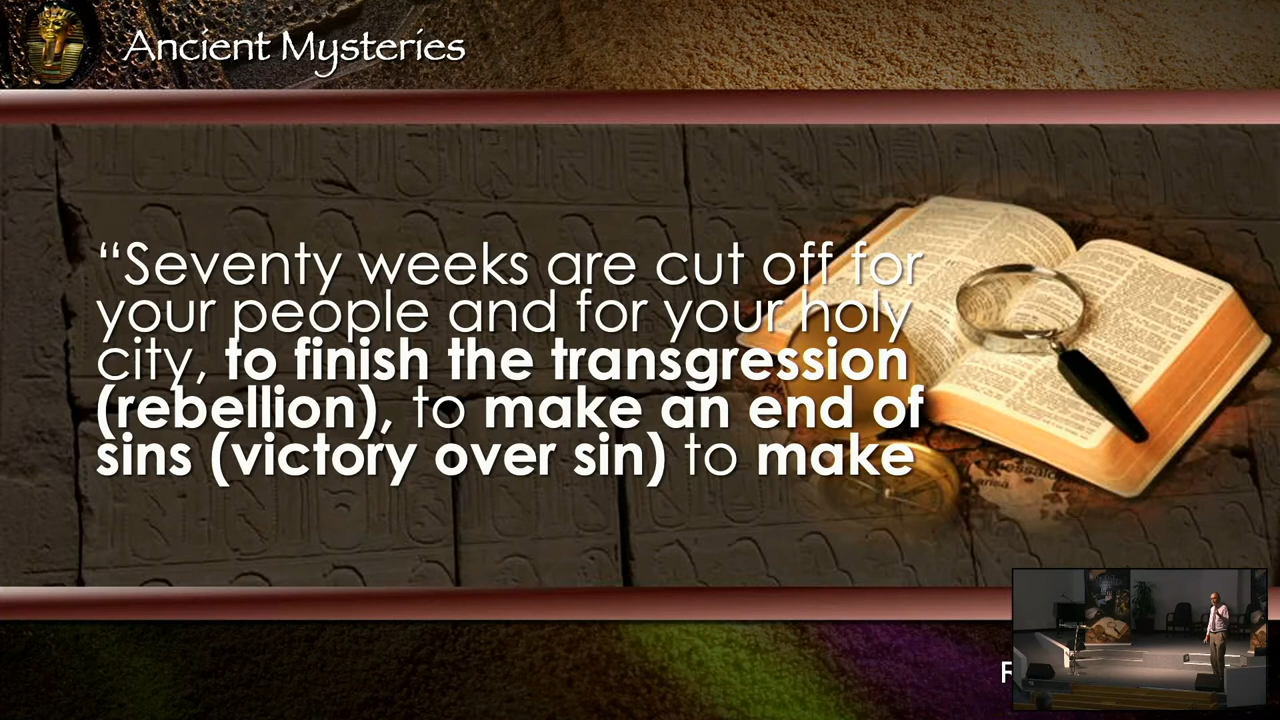 Ancient Mysteries
“Seventy weeks are cut off for
your people and for your holy
city, to finish the transgression
(rebellion), to make an end of
sins (victory over sin) to make